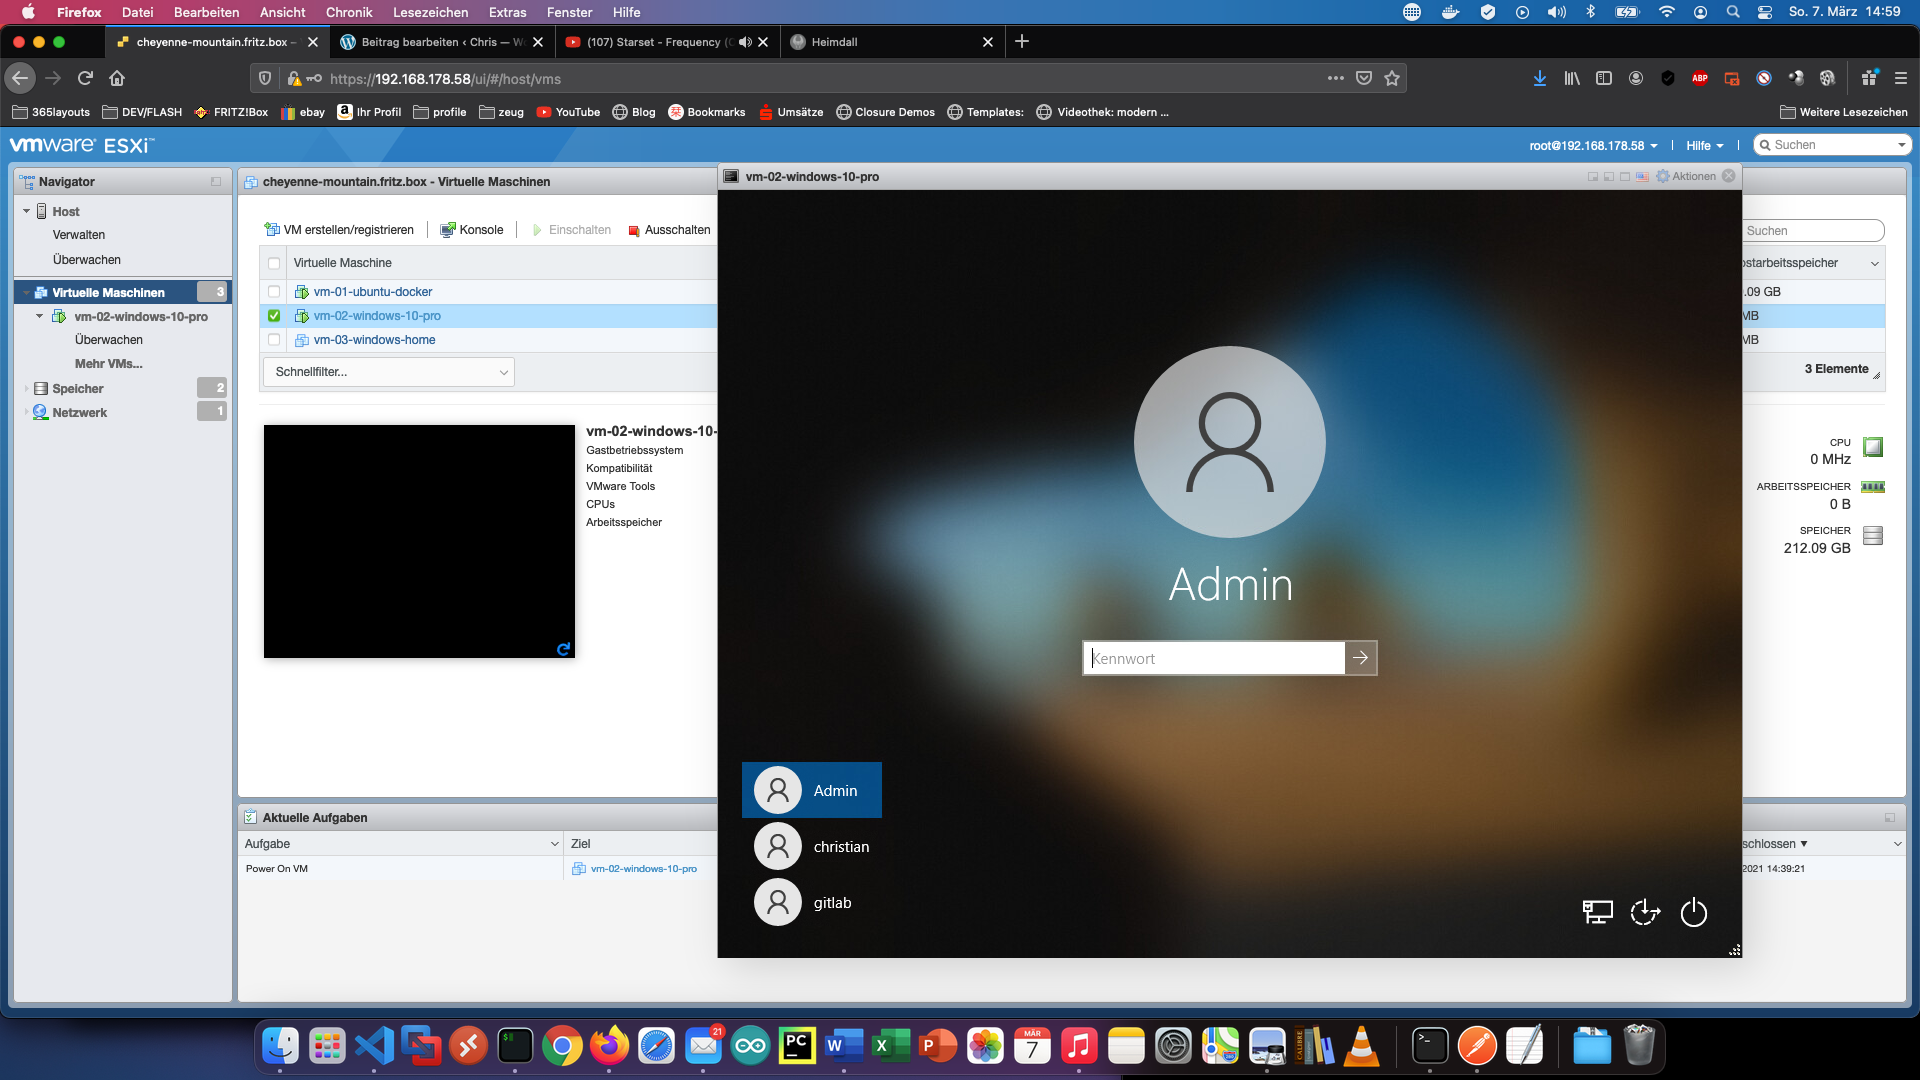 Firefox Datei Bearbeiten Ansicht Chronik Lesezeichen Extras Fenster Hilfe So. 7. März 14:59
cheyenne-mountain.fritz.box –
Beitrag bearbeiten ‹ Chris — W
(107) Starset - Frequency (
Heimdall
https://192.168.178.58/ui/#/host/vms
ABP
365layouts DEV/FLASH FRITZ!Box ebay Ihr Profil profile zeug YouTube Blog Bookmarks Umsätze Closure Demos Templates: Videothek: modern ... Weitere Lesezeichen
vmware ESXi™
root@192.168.178.58 | Hilfe | Suchen
Navigator
Host
Verwalten
Überwachen
Virtuelle Maschinen 3
vm-02-windows-10-pro
Überwachen
Mehr VMs...
Speicher 2
Netzwerk 1
cheyenne-mountain.fritz.box - Virtuelle Maschinen
VM erstellen/registrieren | Konsole | Einschalten Ausschalten
Suchen
Virtuelle Maschine
ostarbeitsspeicher
vm-01-ubuntu-docker
.09 GB
vm-02-windows-10-pro
MB
vm-03-windows-home
MB
Schnellfilter...
3 Elemente
vm-02-windows-10-
Gastbetriebssystem
Kompatibilität
VMware Tools
CPUs
Arbeitsspeicher
CPU
0 MHz
ARBEITSSPEICHER
0 B
SPEICHER
212.09 GB
vm-02-windows-10-pro
Aktionen
Admin
Kennwort
Admin
christian
gitlab
Aktuelle Aufgaben
Aufgabe
Ziel
schlossen ▼
Power On VM
vm-02-windows-10-pro
2021 14:39:21
21
PC
W
X
P
MÄR
7
CALIBRE